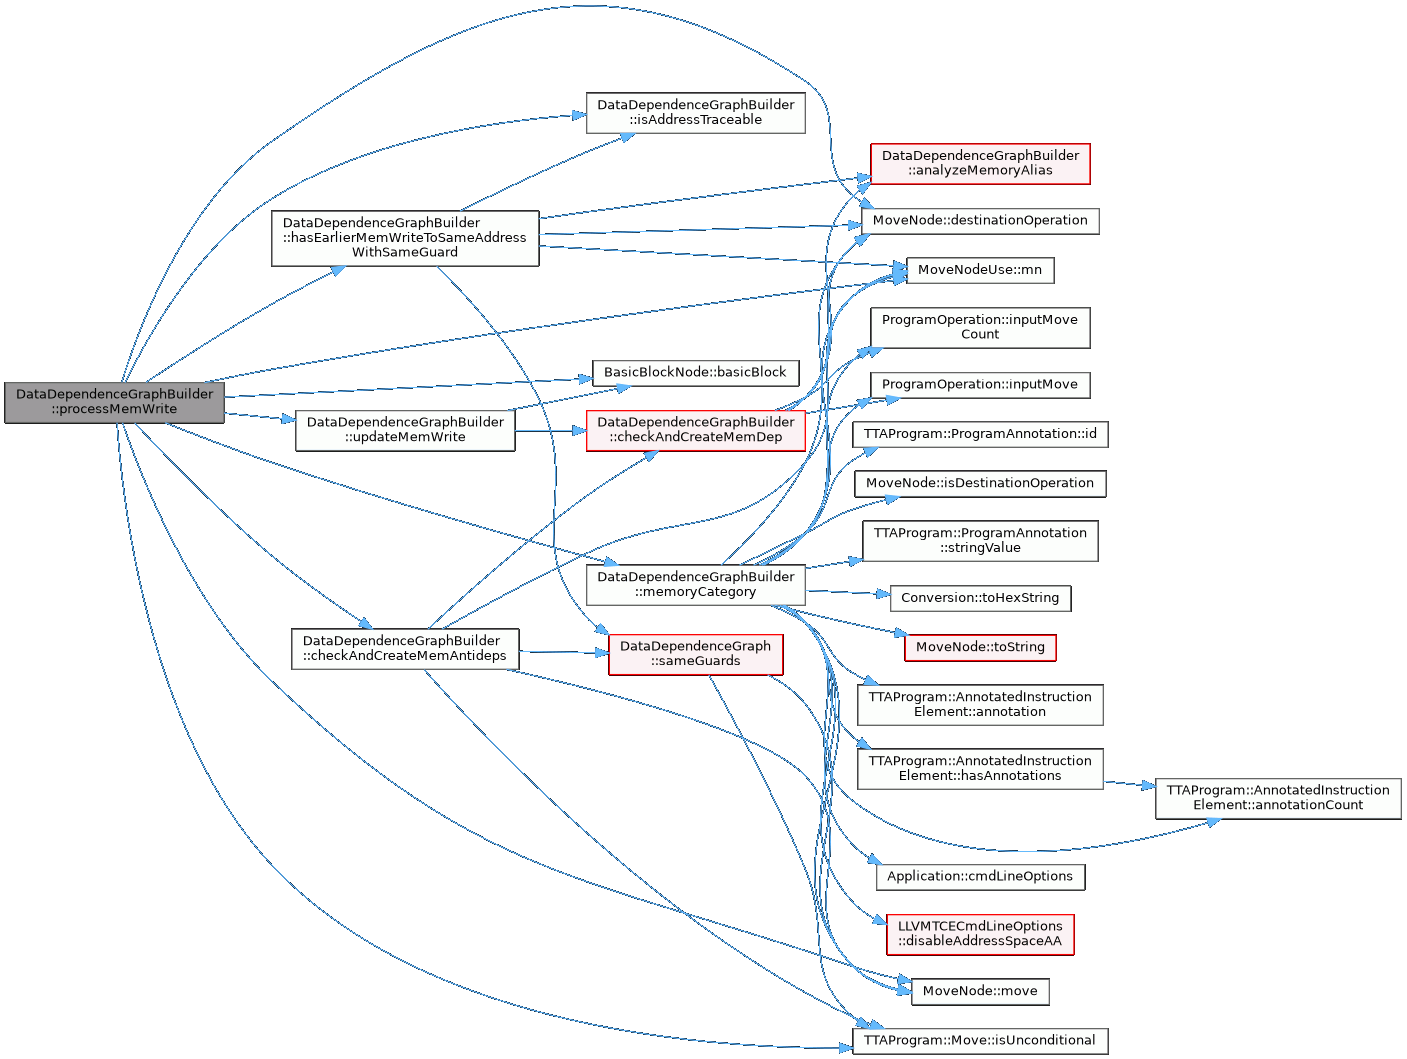 DataDependenceGraphBuilder
::processMemWrite
DataDependenceGraphBuilder
::isAddressTraceable
DataDependenceGraphBuilder
::hasEarlierMemWriteToSameAddress
WithSameGuard
BasicBlockNode::basicBlock
DataDependenceGraphBuilder
::updateMemWrite
DataDependenceGraphBuilder
::checkAndCreateMemDep
DataDependenceGraphBuilder
::memoryCategory
DataDependenceGraphBuilder
::checkAndCreateMemAntideps
DataDependenceGraph
::sameGuards
DataDependenceGraphBuilder
::analyzeMemoryAlias
MoveNode::destinationOperation
MoveNodeUse::mn
ProgramOperation::inputMove
Count
ProgramOperation::inputMove
TTAProgram::ProgramAnnotation::id
MoveNode::isDestinationOperation
TTAProgram::ProgramAnnotation
::stringValue
Conversion::toHexString
MoveNode::toString
TTAProgram::AnnotatedInstruction
Element::annotation
TTAProgram::AnnotatedInstruction
Element::hasAnnotations
TTAProgram::AnnotatedInstruction
Element::annotationCount
Application::cmdLineOptions
LLVMTCECmdLineOptions
::disableAddressSpaceAA
MoveNode::move
TTAProgram::Move::isUnconditional